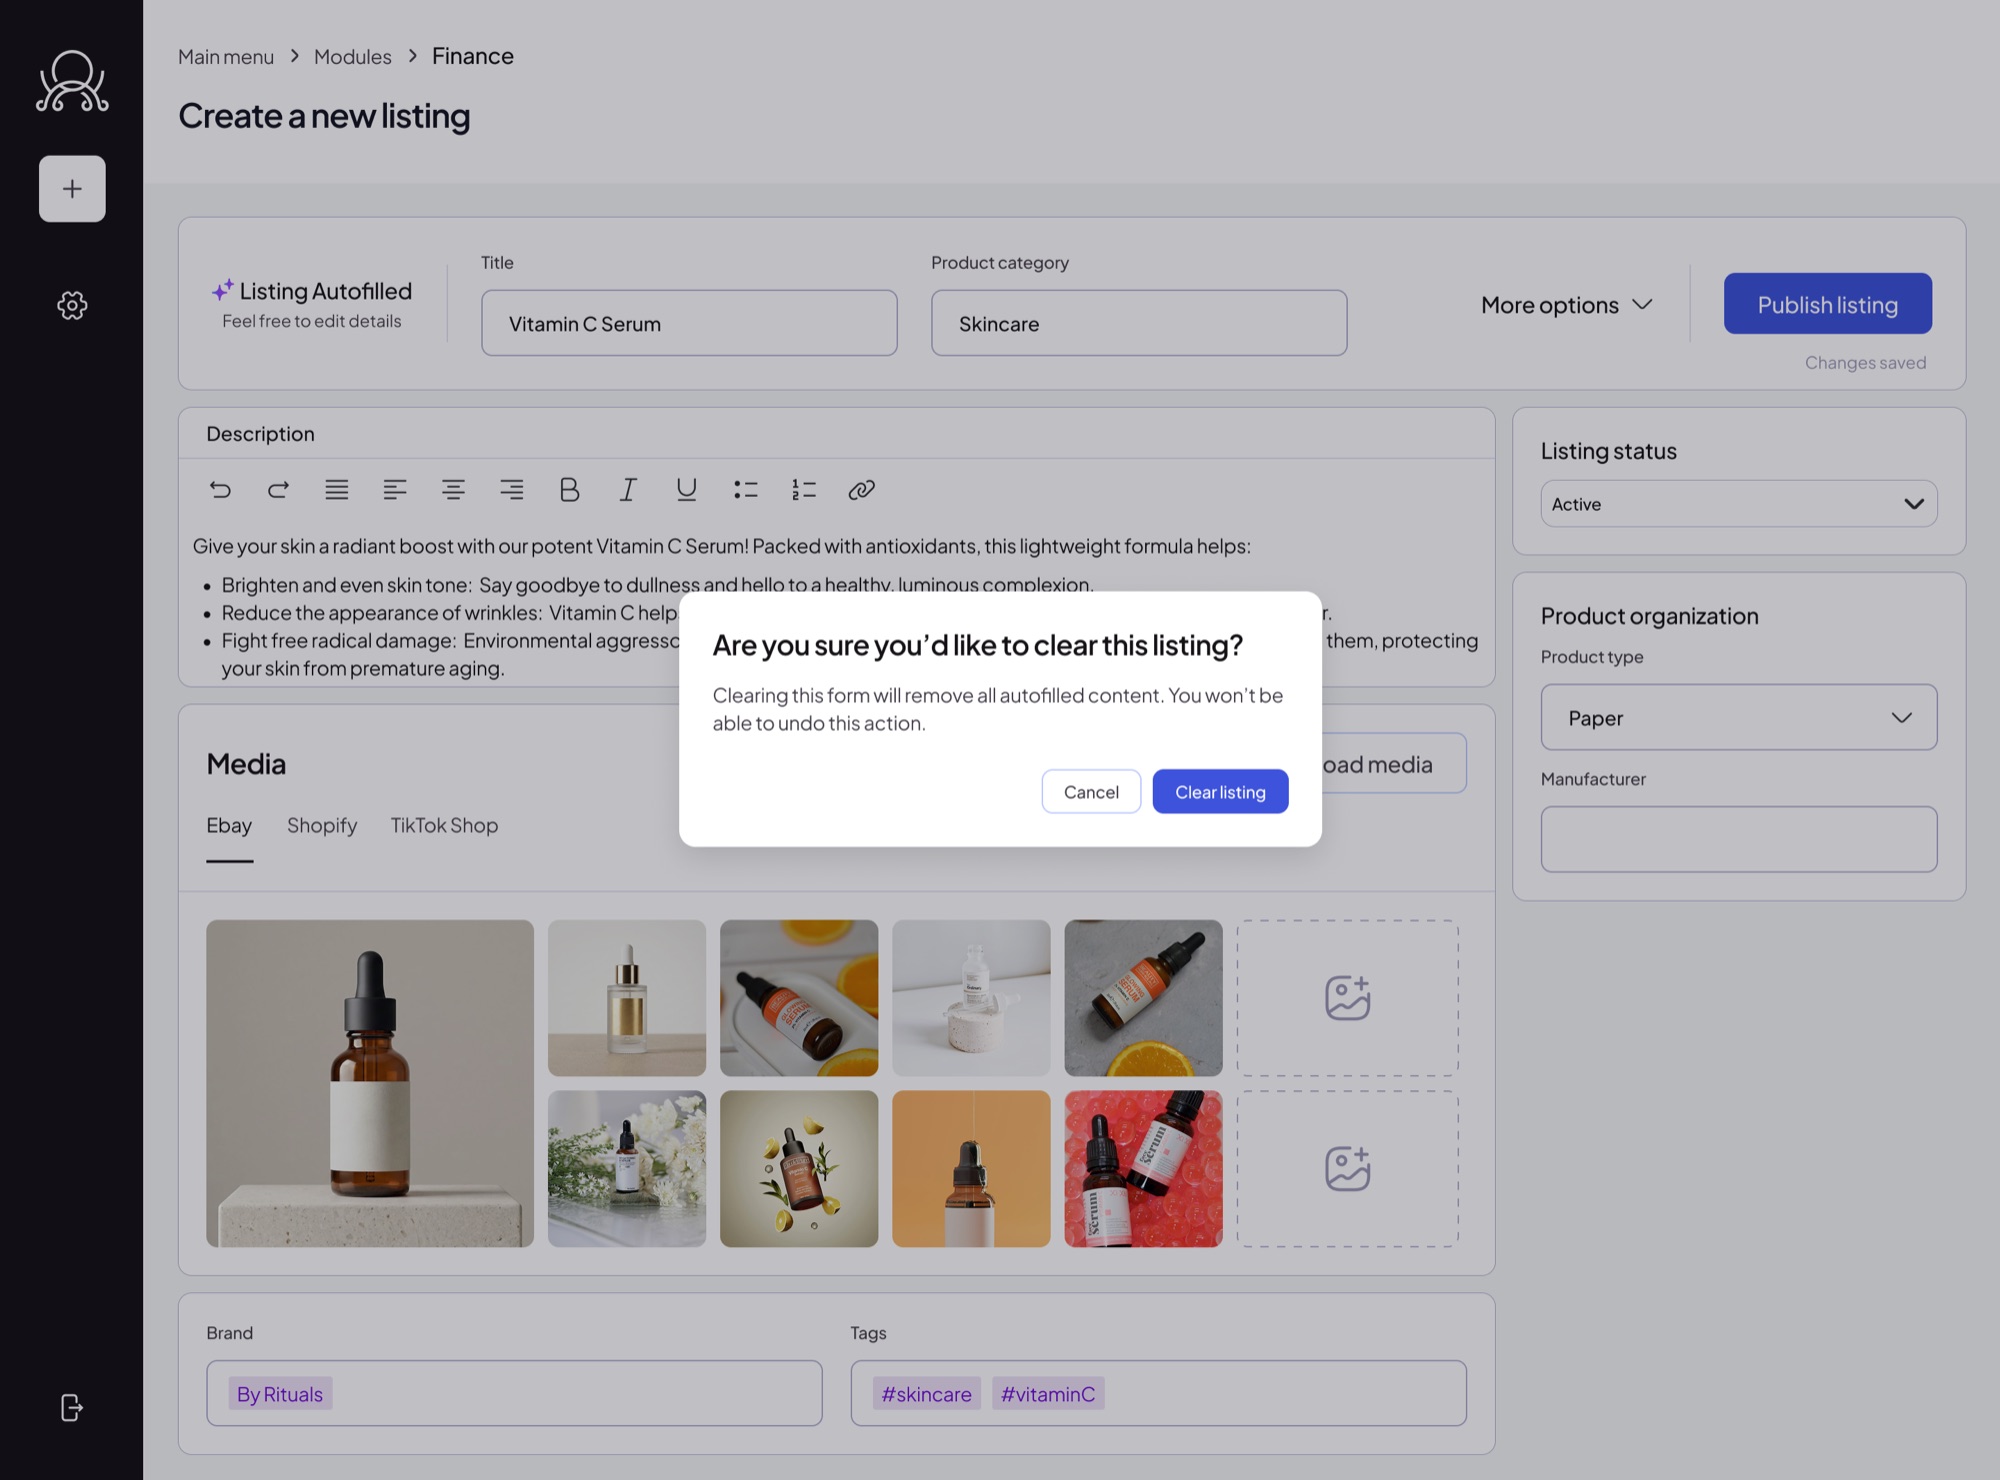 Main menu > Modules > Finance
Create a new listing
Listing Autofilled
Feel free to edit details
Title
Vitamin C Serum
Product category
Skincare
More options
Publish listing
Changes saved
Description
Give your skin a radiant boost with our potent Vitamin C Serum! Packed with antioxidants, this lightweight formula helps:
• Brighten and even skin tone: Say goodbye to dullness and hello to a healthy, luminous complexion.
• Reduce the appearance of wrinkles: Vitamin C help
r.
• Fight free radical damage: Environmental aggresso
them, protecting
your skin from premature aging.
Listing status
Active
Product organization
Product type
Paper
Manufacturer
Are you sure you’d like to clear this listing?
Clearing this form will remove all autofilled content. You won’t be
able to undo this action.
Cancel
Clear listing
Media
oad media
Ebay
Shopify
TikTok Shop
GLOWING
SERUM
GLOWING
SERUM
serum
serum
Brand
By Rituals
Tags
#skincare
#vitaminC